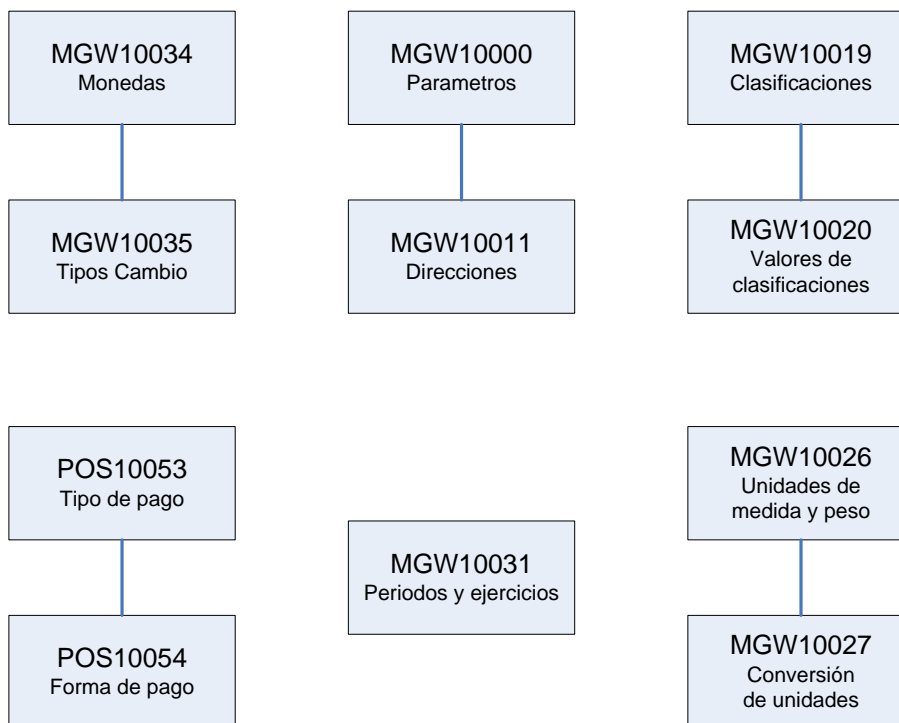 MGW10034
Monedas
MGW10000
Parametros
MGW10019
Clasificaciones
MGW10035
Tipos Cambio
MGW10011
Direcciones
MGW10020
Valores de
clasificaciones
POS10053
Tipo de pago
MGW10026
Unidades de
medida y peso
MGW10031
Periodos y ejercicios
POS10054
Forma de pago
MGW10027
Conversión
de unidades